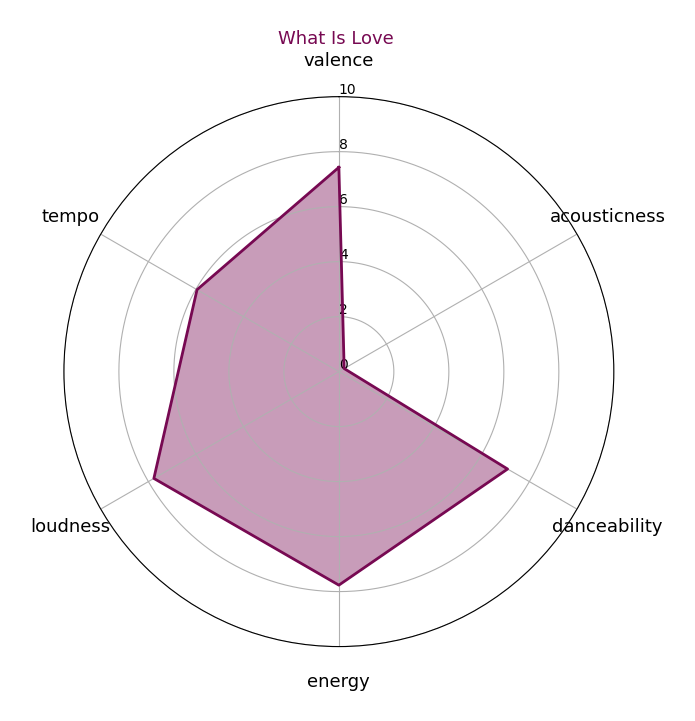 What Is Love
valence
10
8
tempo
6
acousticness
4
2
0
loudness
danceability
energy